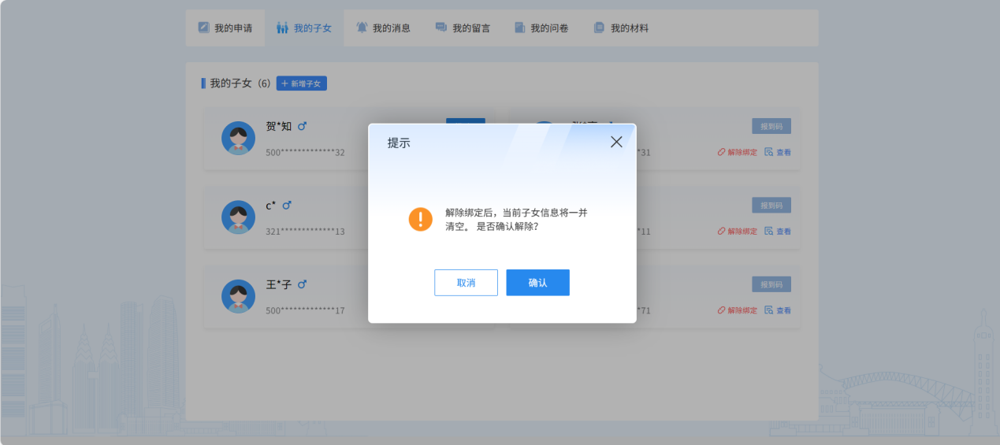 我的申请
我的子女
我的消息
我的留言
我的问卷
我的材料
我的子女（6）
+ 新增子女
贺*知
500*************32
*31
报到码
解除绑定
查看
提示
解除绑定后，当前子女信息将一并
清空。 是否确认解除？
取消
确认
c*
321*************13
*11
报到码
解除绑定
查看
王*子
500*************17
*71
报到码
解除绑定
查看